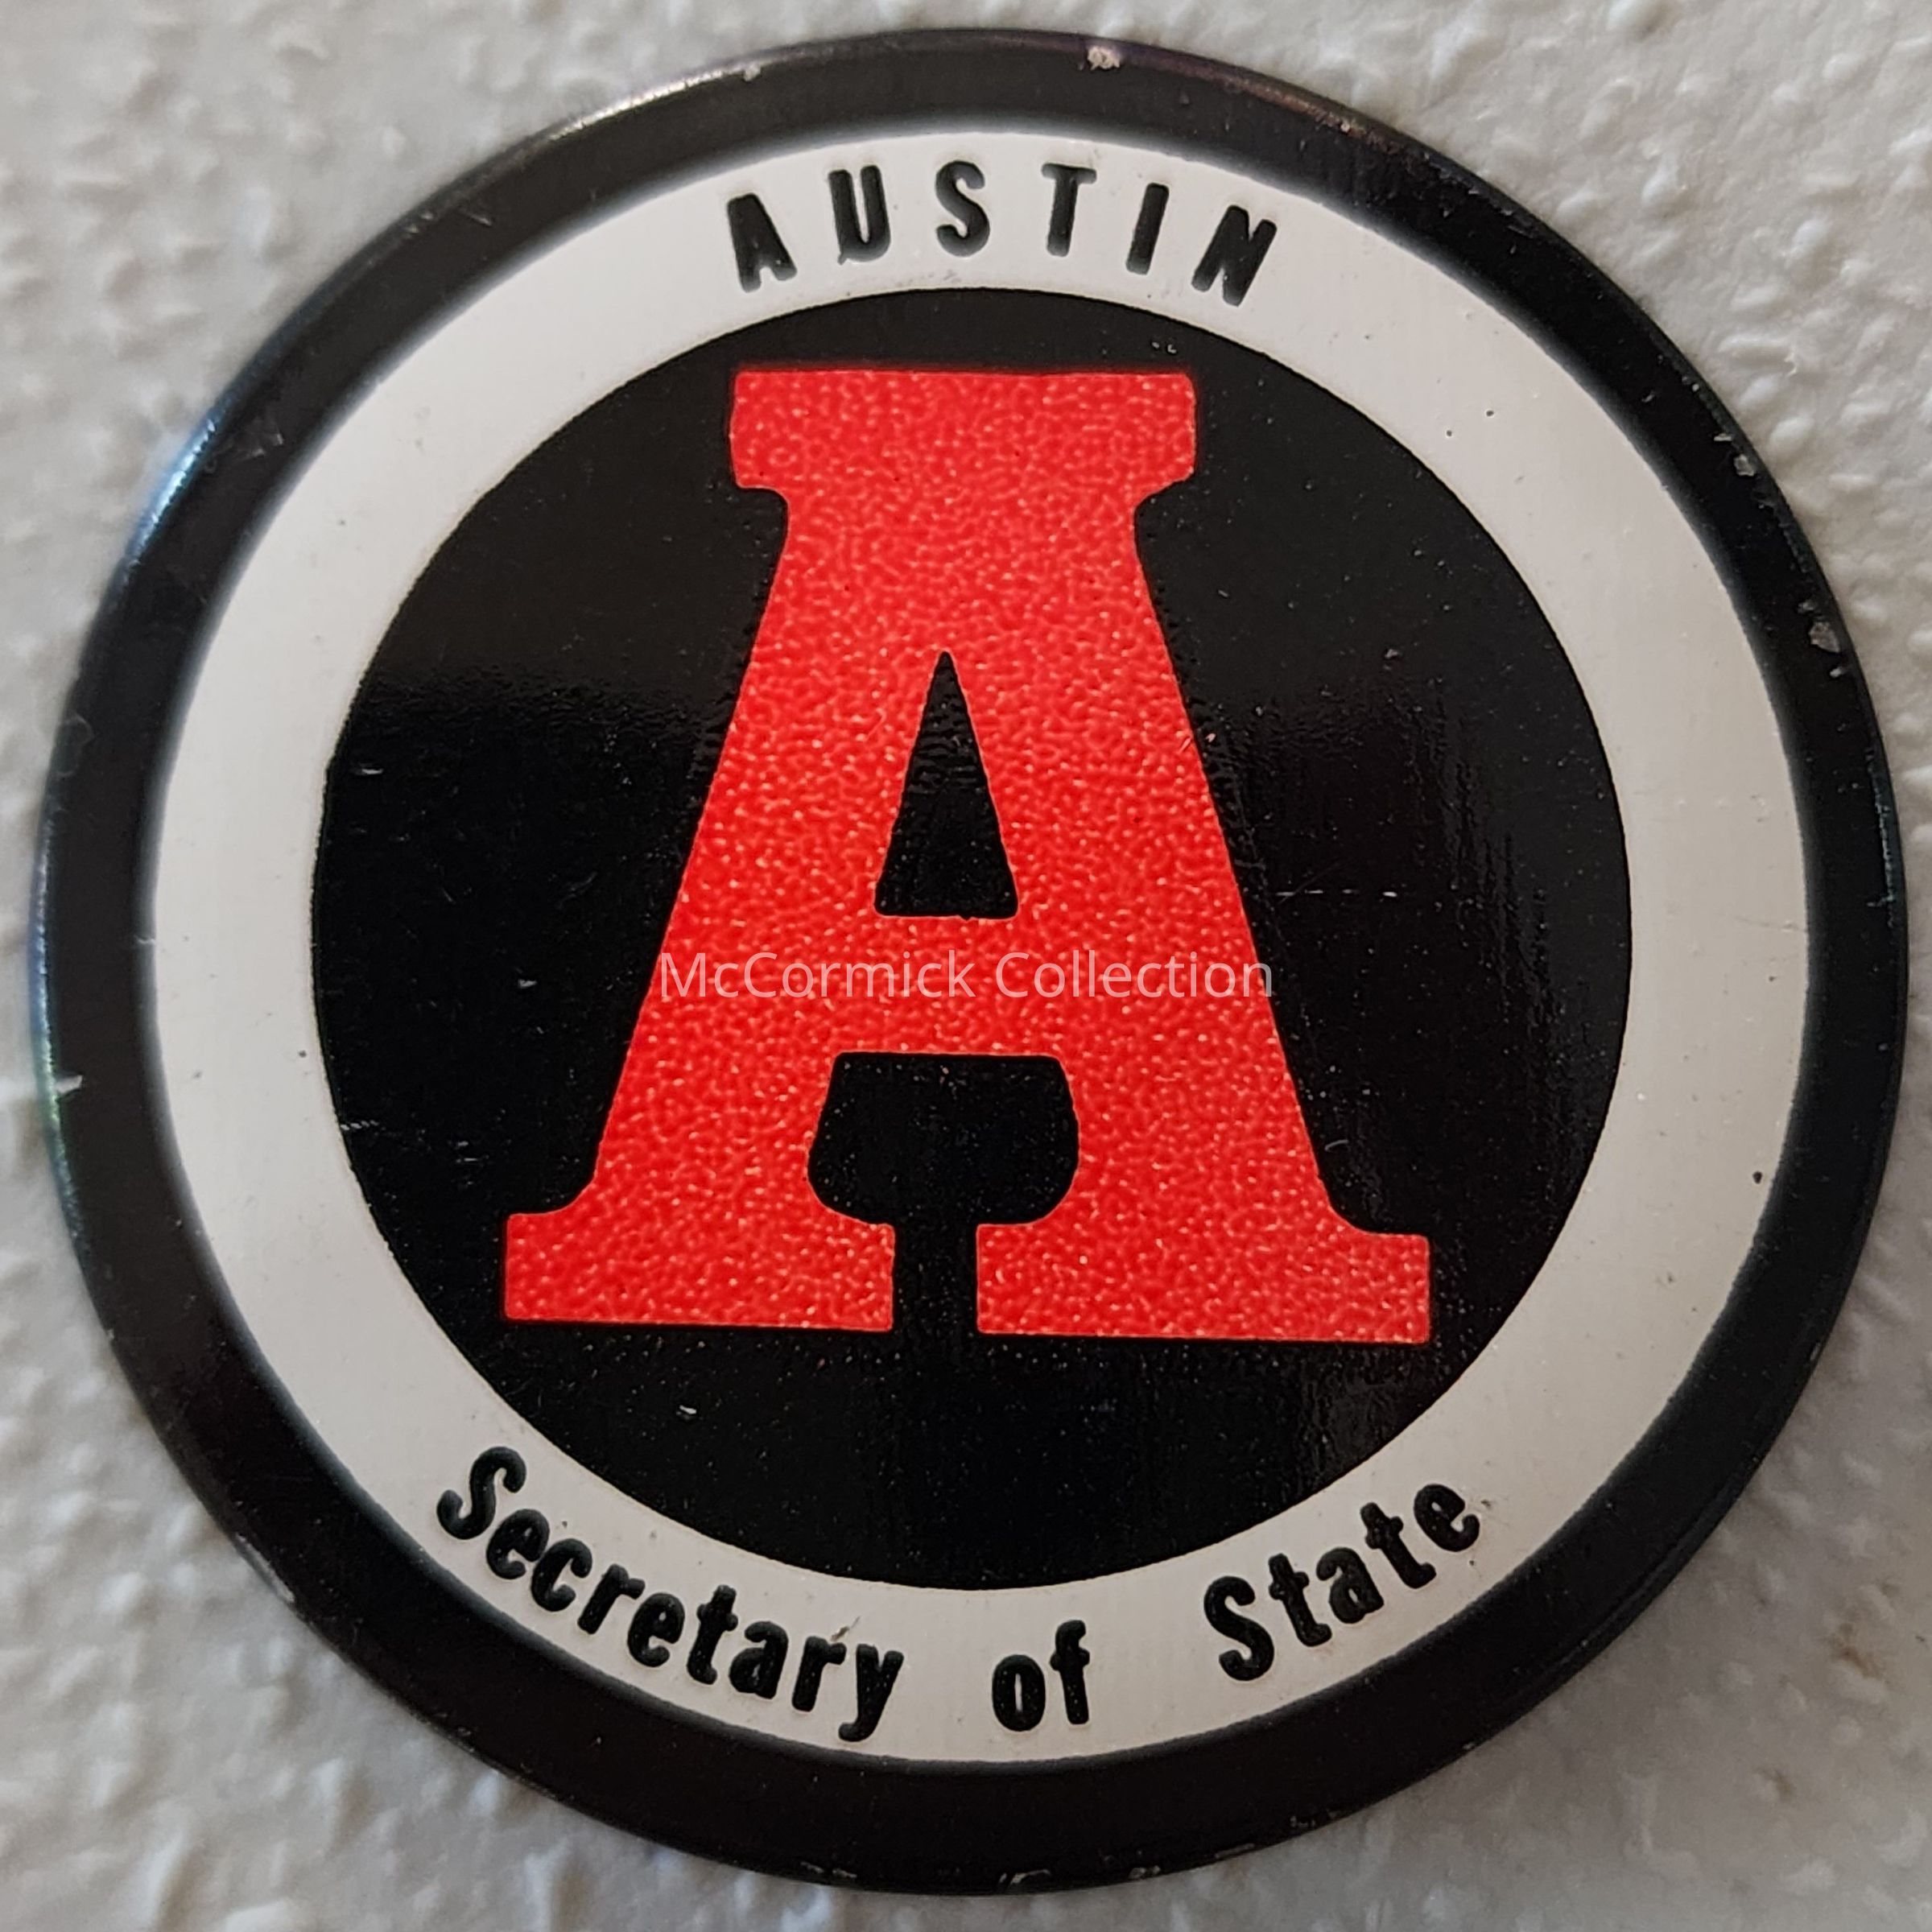 AUSTIN
A
McCormick Collection
Secretary of State